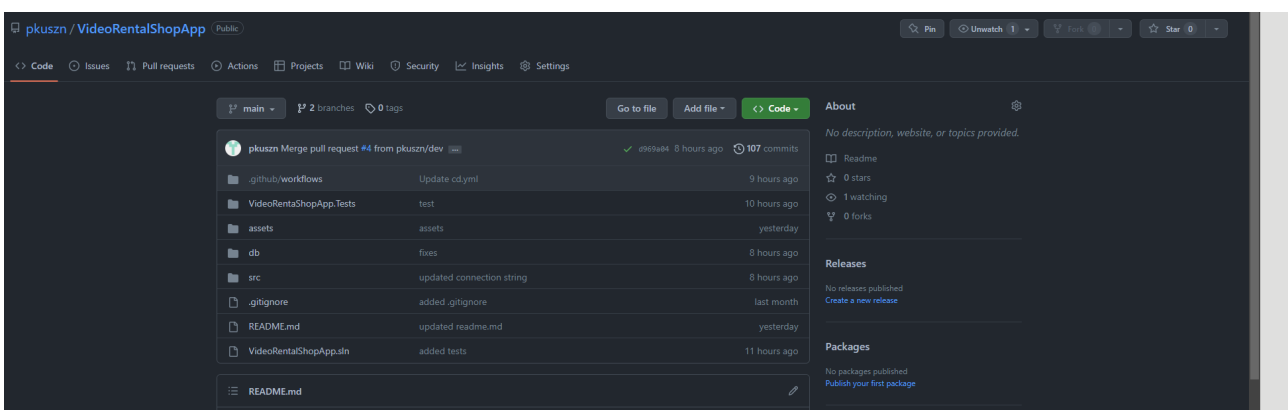 pkuszn / VideoRentalShopApp Public
Pin Unwatch 1 Fork 0 Star 0
<> Code Issues Pull requests Actions Projects Wiki Security Insights Settings
main 2 branches 0 tags Go to file Add file <> Code
About
No description, website, or topics provided.
pkuszn Merge pull request #4 from pkuszn/dev ... d969a04 8 hours ago 107 commits
Readme
.github/workflows Update cd.yml 9 hours ago
0 stars
VideoRentaShopApp.Tests test 10 hours ago
1 watching
assets assets yesterday
0 forks
db fixes 8 hours ago
Releases
src updated connection string 8 hours ago
No releases published
.gitignore added .gitignore last month
Create a new release
README.md updated readme.md yesterday
Packages
VideoRentalShopApp.sln added tests 11 hours ago
No packages published
Publish your first package
README.md